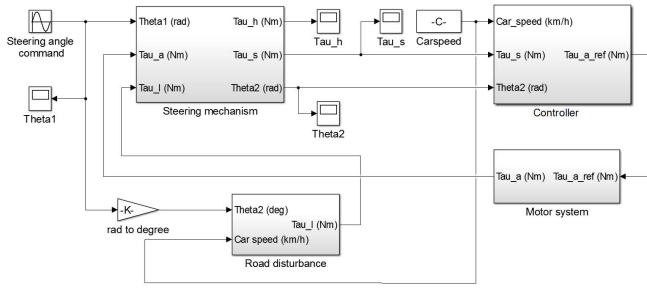 Steering angle
command
Theta1 (rad)
Tau_a (Nm)
Tau_l (Nm)
Tau_h (Nm)
Tau_s (Nm)
Theta2 (rad)
Steering mechanism
Tau_h
Tau_s
-C-
Carspeed
Car_speed (km/h)
Tau_s (Nm)
Theta2 (rad)
Tau_a_ref (Nm)
Controller
Theta1
Theta2
Tau_a (Nm)
Tau_a_ref (Nm)
Motor system
-K-
rad to degree
Theta2 (deg)
Car speed (km/h)
Tau_l (Nm)
Road disturbance